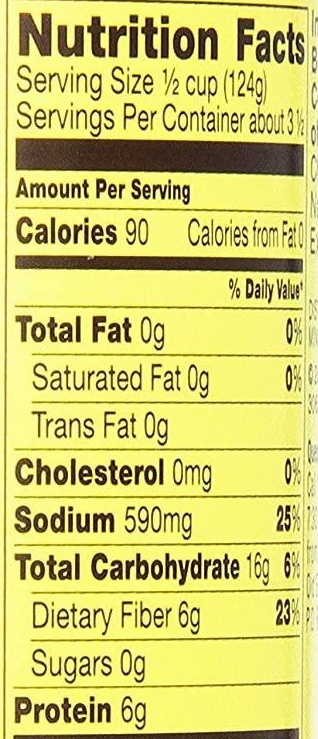 Nutrition Facts
Serving Size ½ cup (124g)
Servings Per Container about 3 ½
Amount Per Serving
Calories 90 Calories from Fat 0
% Daily Value*
Total Fat 0g 0%
Saturated Fat 0g 0%
Trans Fat 0g
Cholesterol 0mg 0%
Sodium 590mg 25%
Total Carbohydrate 16g 6%
Dietary Fiber 6g 23%
Sugars 0g
Protein 6g